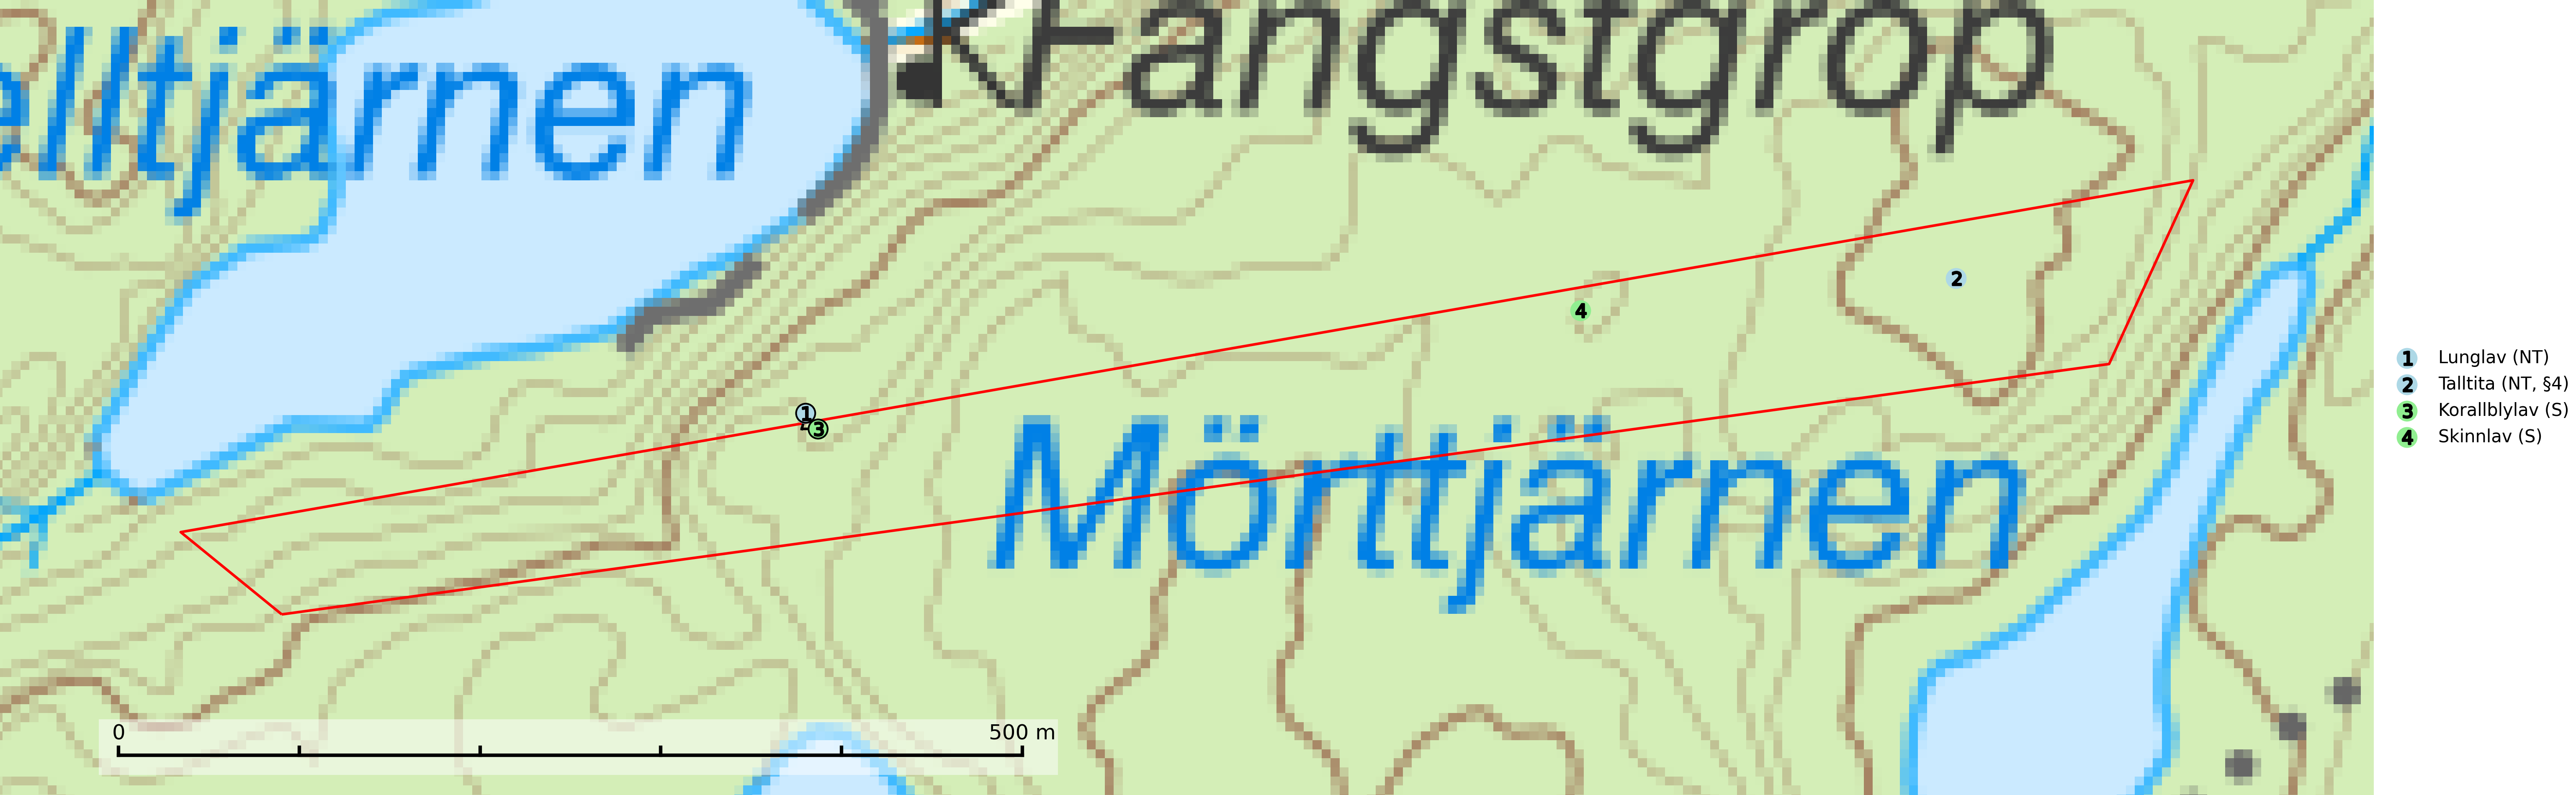 Fångstgrop
elltjärnen
1
2
4
3
Mörttjärnen
0 500 m
1 Lunglav (NT)
2 Talltita (NT, §4)
3 Korallblylav (S)
4 Skinnlav (S)